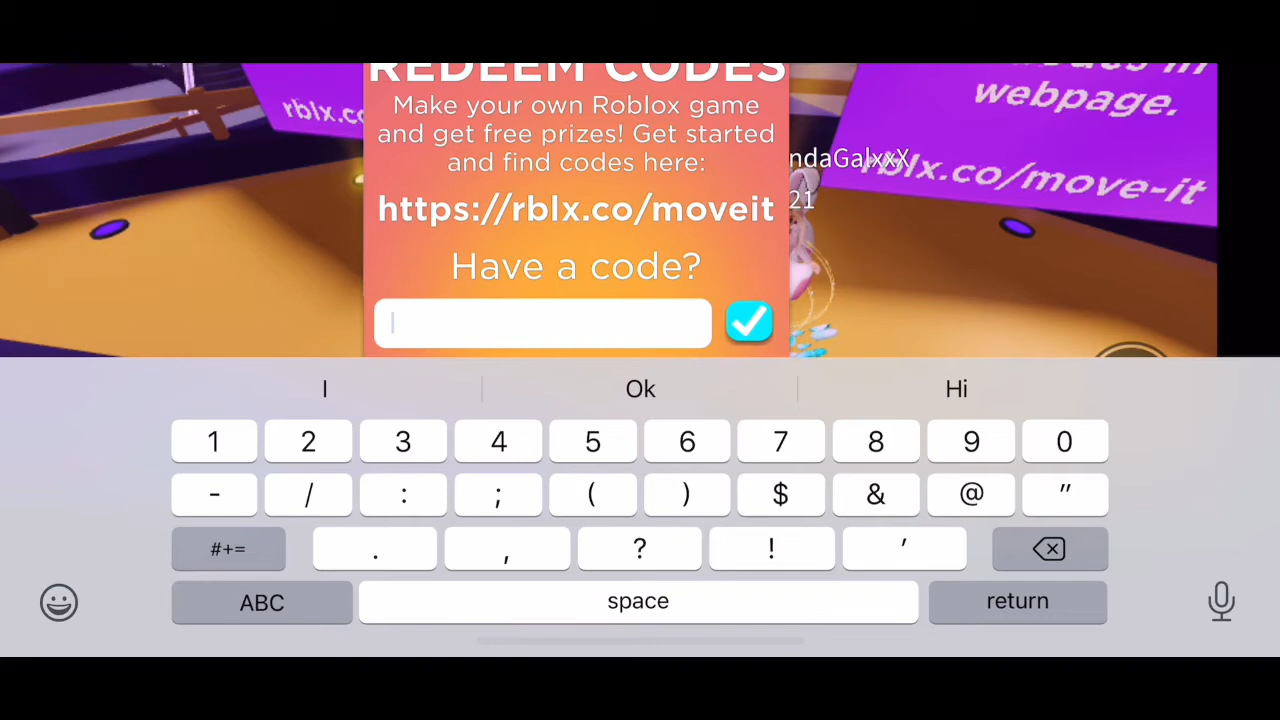 REDEEM CODES
Make your own Roblox game
and get free prizes! Get started
and find codes here:
https://rblx.co/moveit
Have a code?
rblx.c
webpage.
rblx.co/move-it
ndaGalxxX
21
I Ok Hi
1 2 3 4 5 6 7 8 9 0
- / : ; ( ) $ & @ "
#+= . , ? ! '
ABC space return